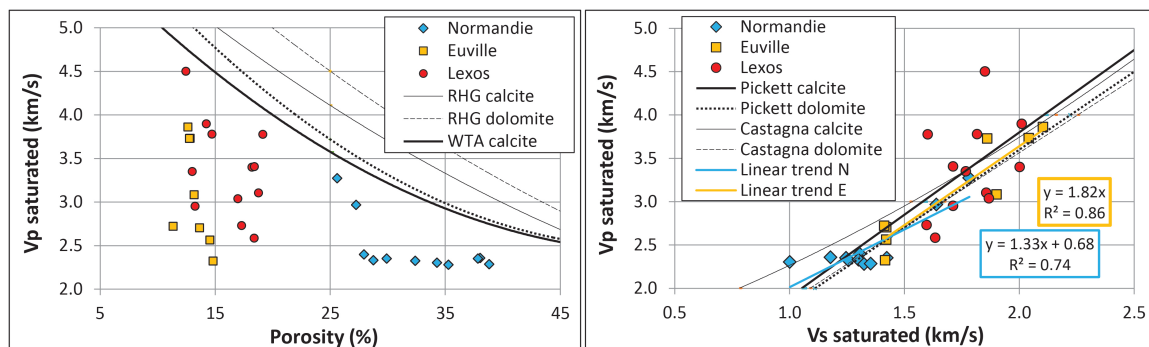 Vp saturated (km/s)
5.0
4.5
4.0
3.5
3.0
2.5
2.0
5
15
25
35
45
Porosity (%)
Normandie
Euville
Lexos
RHG calcite
RHG dolomite
WTA calcite
Vp saturated (km/s)
5.0
4.5
4.0
3.5
3.0
2.5
2.0
0.5
1.0
1.5
2.0
2.5
Vs saturated (km/s)
Normandie
Euville
Lexos
Pickett calcite
Pickett dolomite
Castagna calcite
Castagna dolomite
Linear trend N
Linear trend E
y = 1.82x
R² = 0.86
y = 1.33x + 0.68
R² = 0.74